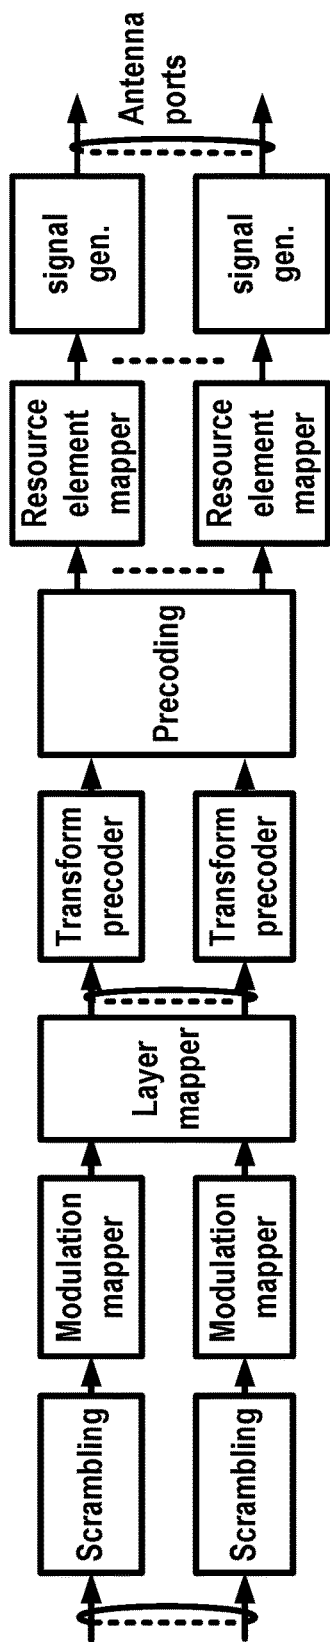 Scrambling
Scrambling
Modulation
mapper
Modulation
mapper
Layer
mapper
Transform
precoder
Transform
precoder
Precoding
Resource
element
mapper
Resource
element
mapper
signal
gen.
signal
gen.
Antenna
ports